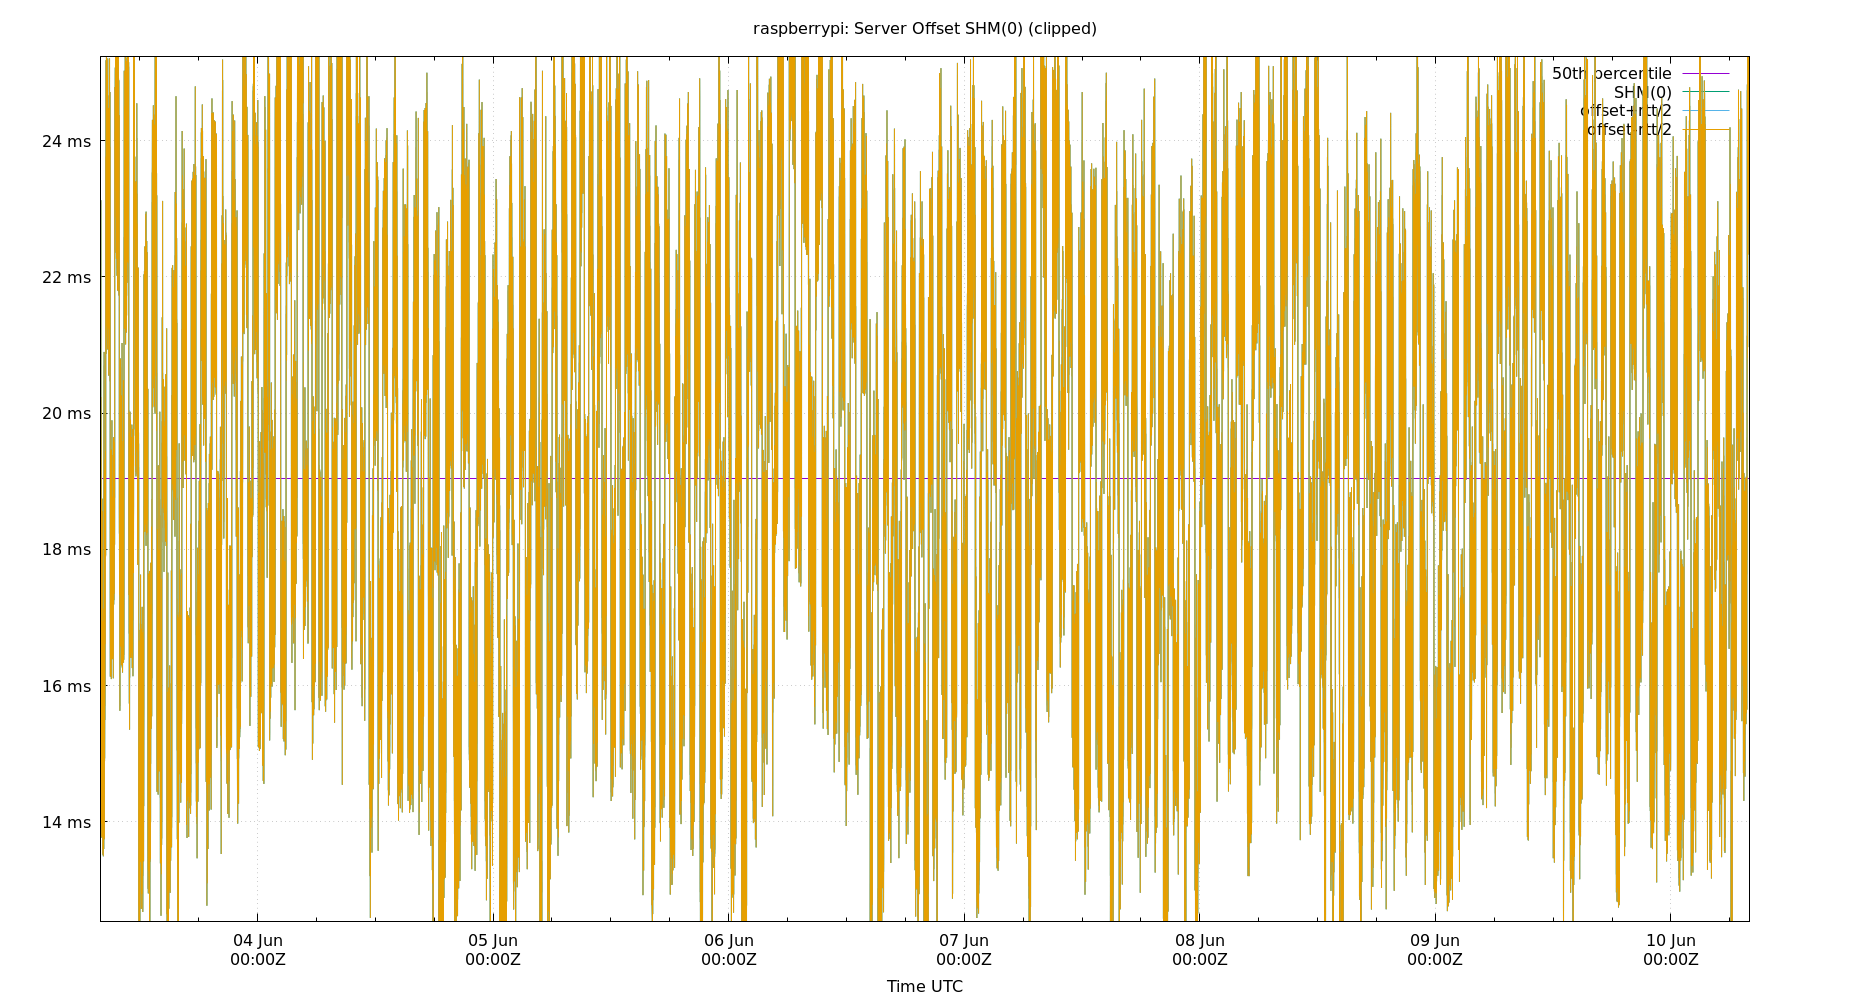 raspberrypi: Server Offset SHM(0) (clipped)
50th percentile
SHM(0)
offset+rtt/2
offset-rtt/2
24 ms
22 ms
20 ms
18 ms
16 ms
14 ms
04 Jun
00:00Z
05 Jun
00:00Z
06 Jun
00:00Z
07 Jun
00:00Z
08 Jun
00:00Z
09 Jun
00:00Z
10 Jun
00:00Z
Time UTC